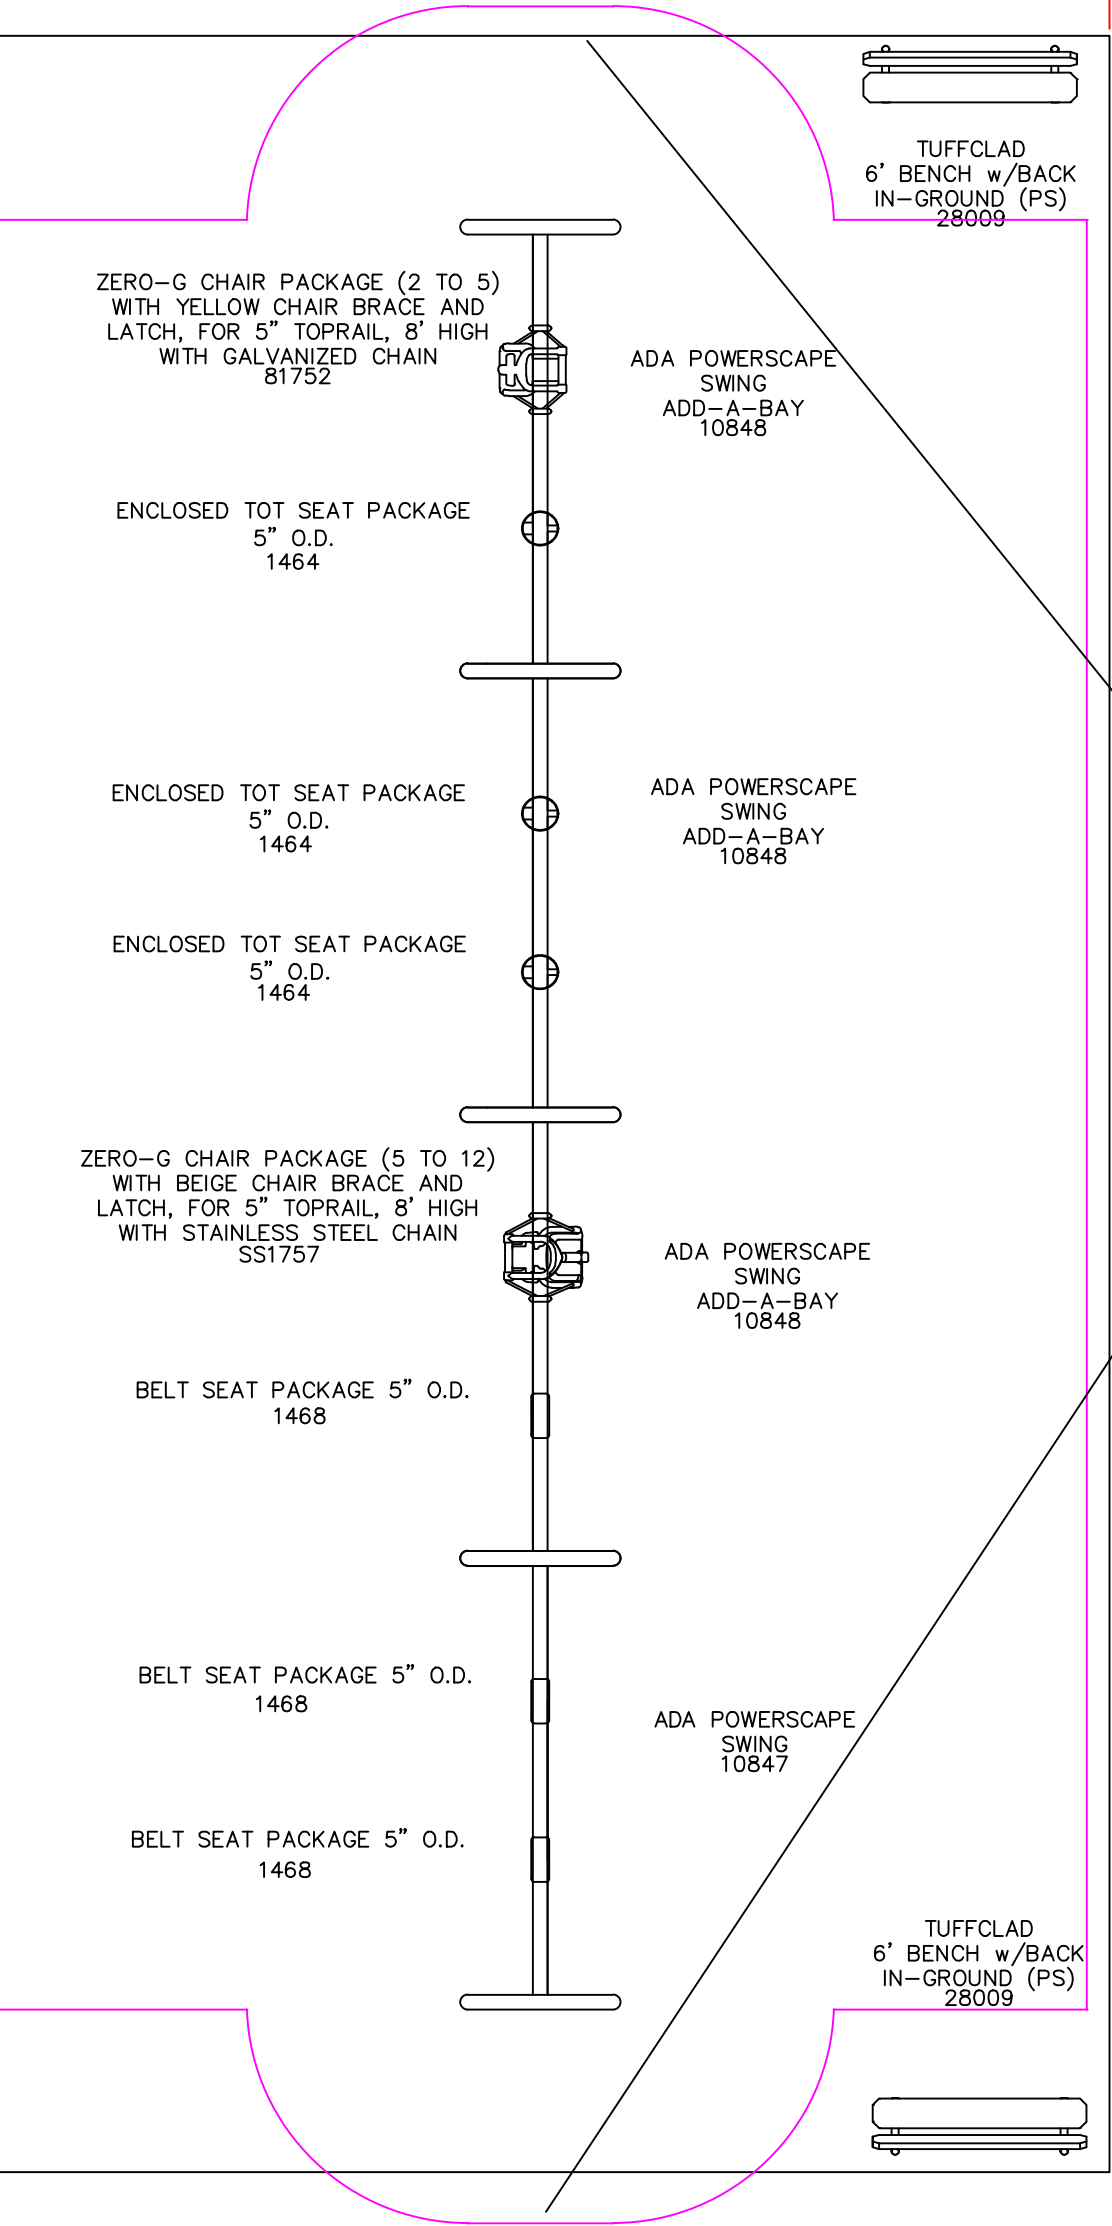 TUFFCLAD
6' BENCH w/BACK
IN-GROUND (PS)
28009
ZERO-G CHAIR PACKAGE (2 TO 5)
WITH YELLOW CHAIR BRACE AND
LATCH, FOR 5" TOPRAIL, 8' HIGH
WITH GALVANIZED CHAIN
81752
ADA POWERSCAPE
SWING
ADD-A-BAY
10848
ENCLOSED TOT SEAT PACKAGE
5" O.D.
1464
ENCLOSED TOT SEAT PACKAGE
5" O.D.
1464
ADA POWERSCAPE
SWING
ADD-A-BAY
10848
ENCLOSED TOT SEAT PACKAGE
5" O.D.
1464
ZERO-G CHAIR PACKAGE (5 TO 12)
WITH BEIGE CHAIR BRACE AND
LATCH, FOR 5" TOPRAIL, 8' HIGH
WITH STAINLESS STEEL CHAIN
SS1757
ADA POWERSCAPE
SWING
ADD-A-BAY
10848
BELT SEAT PACKAGE 5" O.D.
1468
BELT SEAT PACKAGE 5" O.D.
1468
ADA POWERSCAPE
SWING
10847
BELT SEAT PACKAGE 5" O.D.
1468
TUFFCLAD
6' BENCH w/BACK
IN-GROUND (PS)
28009